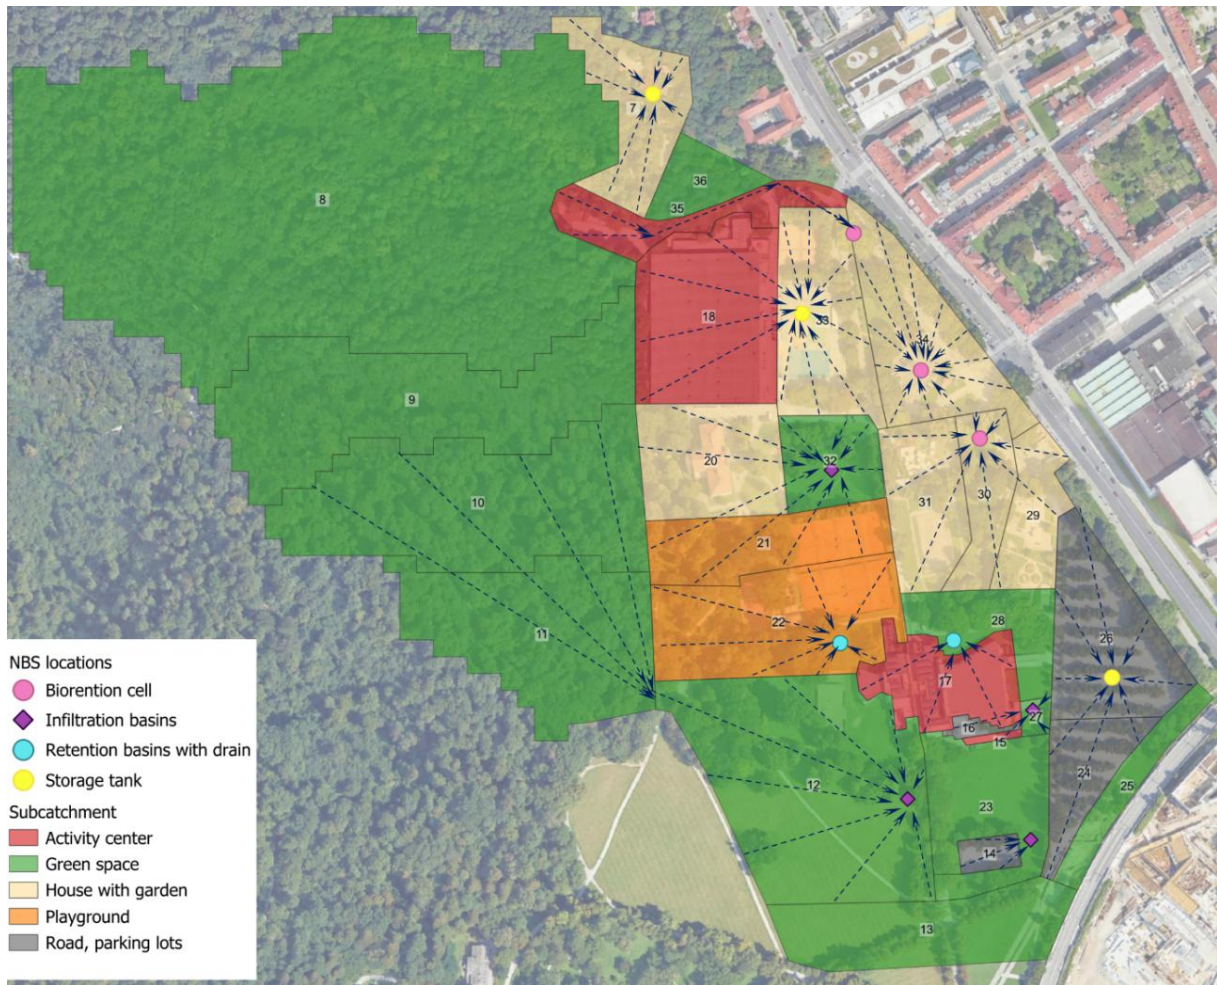 7
8
36
35
18
33
34
9
20
32
10
31
30
29
21
11
22
28
26
17
27
16
15
12
24
25
23
14
13
NBS locations
Biorention cell
Infiltration basins
Retention basins with drain
Storage tank
Subcatchment
Activity center
Green space
House with garden
Playground
Road, parking lots